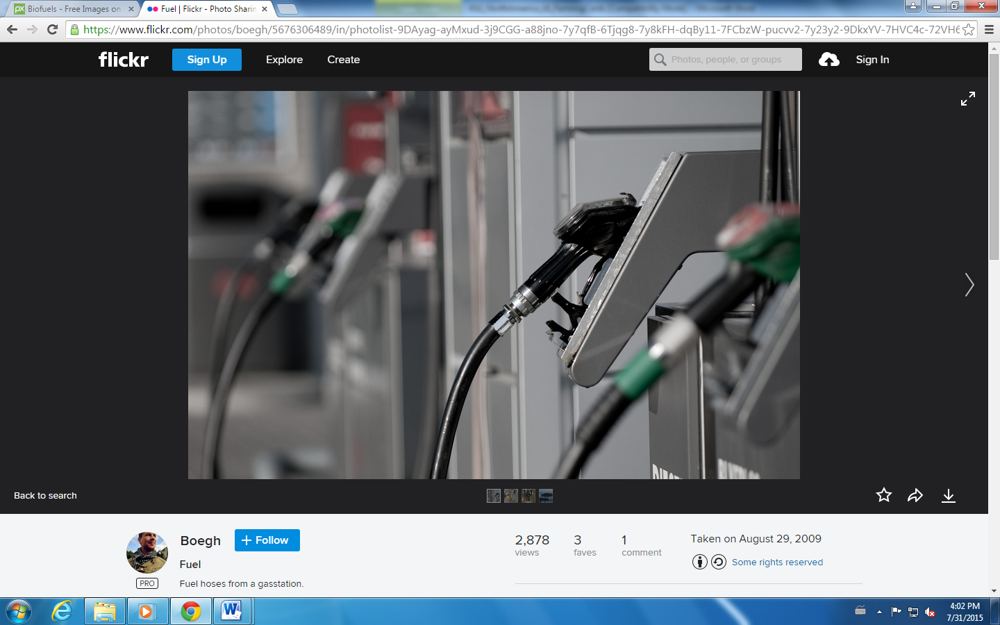 Biofuels - Free Images on
Fuel | Flickr - Photo Sharin
https://www.flickr.com/photos/boegh/5676306489/in/photolist-9DAyag-ayMxud-3j9CGG-a88jno-7y7qfB-6Tjqg8-7y8kFH-dqBy11-7FCbzW-pucvv2-7y23y2-9DkxYV-7HVC4c-72VH6
flickr
Sign Up
Explore
Create
Photos, people, or groups
Sign In
Back to search
Boegh
+ Follow
Fuel
PRO
Fuel hoses from a gasstation.
2,878
views
3
faves
1
comment
Taken on August 29, 2009
Some rights reserved
4:02 PM
7/31/2015